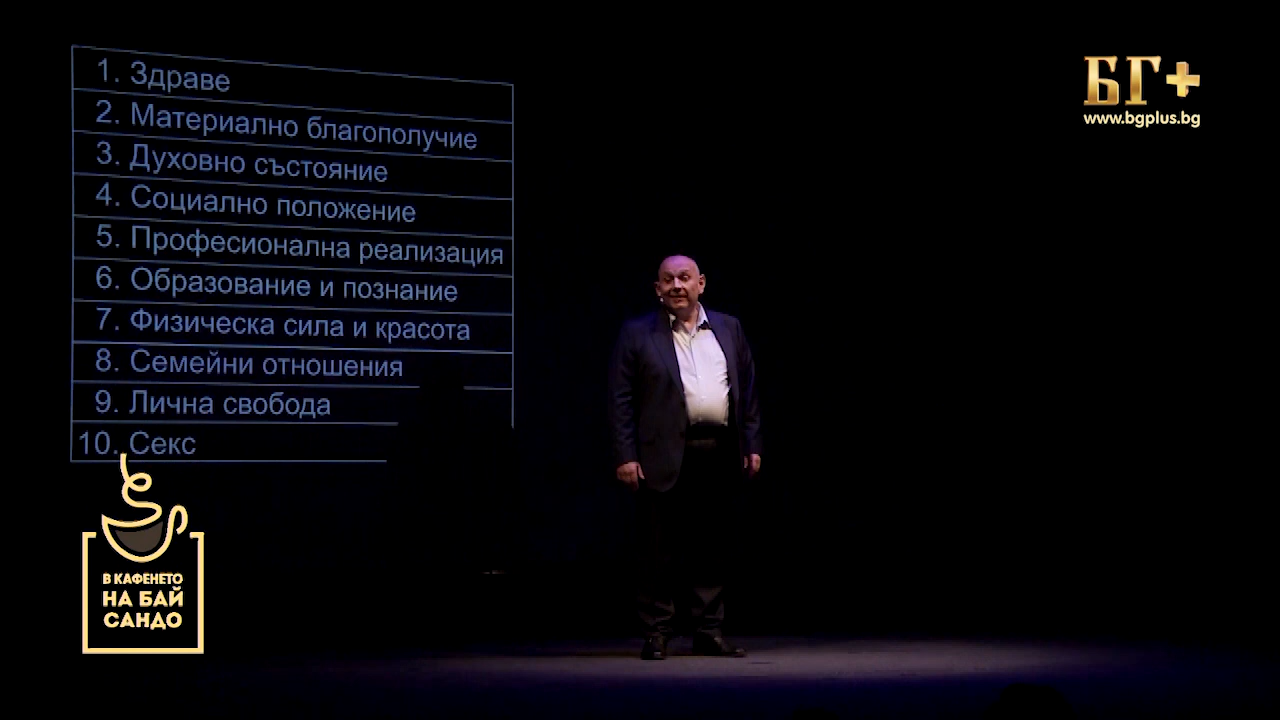 1. Здраве
2. Материално благополучие
3. Духовно състояние
4. Социално положение
5. Професионална реализация
6. Образование и познание
7. Физическа сила и красота
8. Семейни отношения
9. Лична свобода
10. Секс
БГ+
www.bgplus.bg
В КАФЕНЕТО
НА БАЙ
САНДО